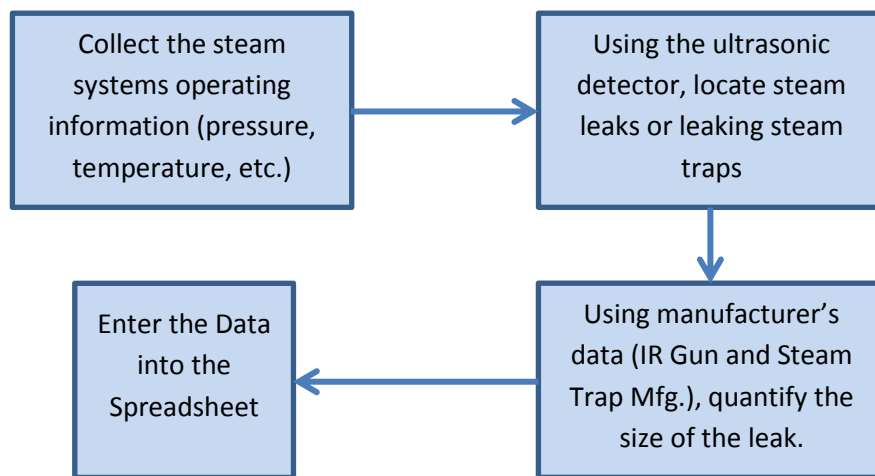 Collect the steam
systems operating
information (pressure,
temperature, etc.)
Using the ultrasonic
detector, locate steam
leaks or leaking steam
traps
Using manufacturer’s
data (IR Gun and Steam
Trap Mfg.), quantify the
size of the leak.
Enter the Data
into the
Spreadsheet